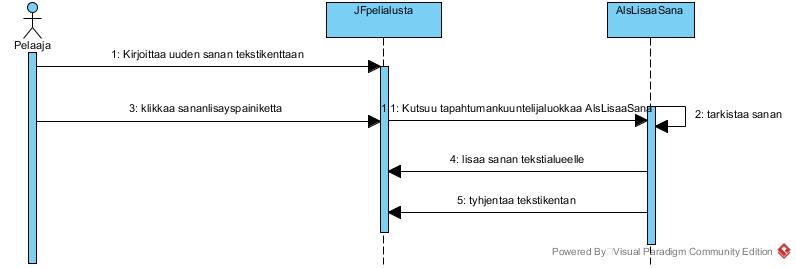 JFpelialusta
AlsLisaaSana
Pelaaja
1: Kirjoittaa uuden sanan tekstikenttaan
3: klikkaa sananlisayspainiketta
1.1: Kutsuu tapahtumankuuntelijaluokkaa AlsLisaaSana
2: tarkistaa sanan
4: lisaa sanan tekstialueelle
5: tyhjentaa tekstikentan
Powered By Visual Paradigm Community Edition